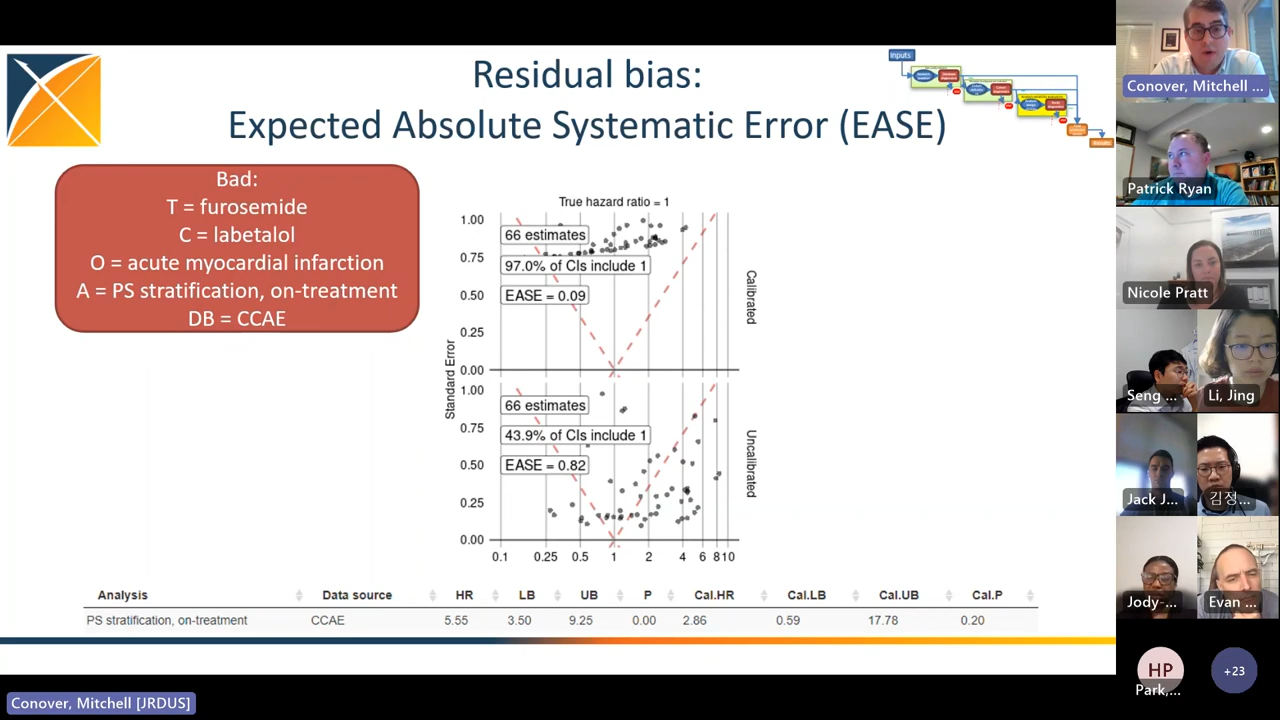 Residual bias:
Expected Absolute Systematic Error (EASE)
Inputs
Bad:
T = furosemide
C = labetalol
O = acute myocardial infarction
A = PS stratification, on-treatment
DB = CCAE
True hazard ratio = 1
1.00
0.75
0.50
0.25
0.00
66 estimates
97.0% of CIs include 1
EASE = 0.09
Calibrated
Standard Error
1.00
0.75
0.50
0.25
0.00
66 estimates
43.9% of CIs include 1
EASE = 0.82
Uncalibrated
0.1 0.25 0.5 1 2 4 6 8 10
Analysis Data source HR LB UB P Cal.HR Cal.LB Cal.UB Cal.P
PS stratification, on-treatment CCAE 5.55 3.50 9.25 0.00 2.86 0.59 17.78 0.20
Conover, Mitchell [JRDUS]
Conover, Mitchell ...
Patrick Ryan
Nicole Pratt
Seng ... Li, Jing
Jack J... 김정...
Jody-... Evan ...
HP +23
Park,...